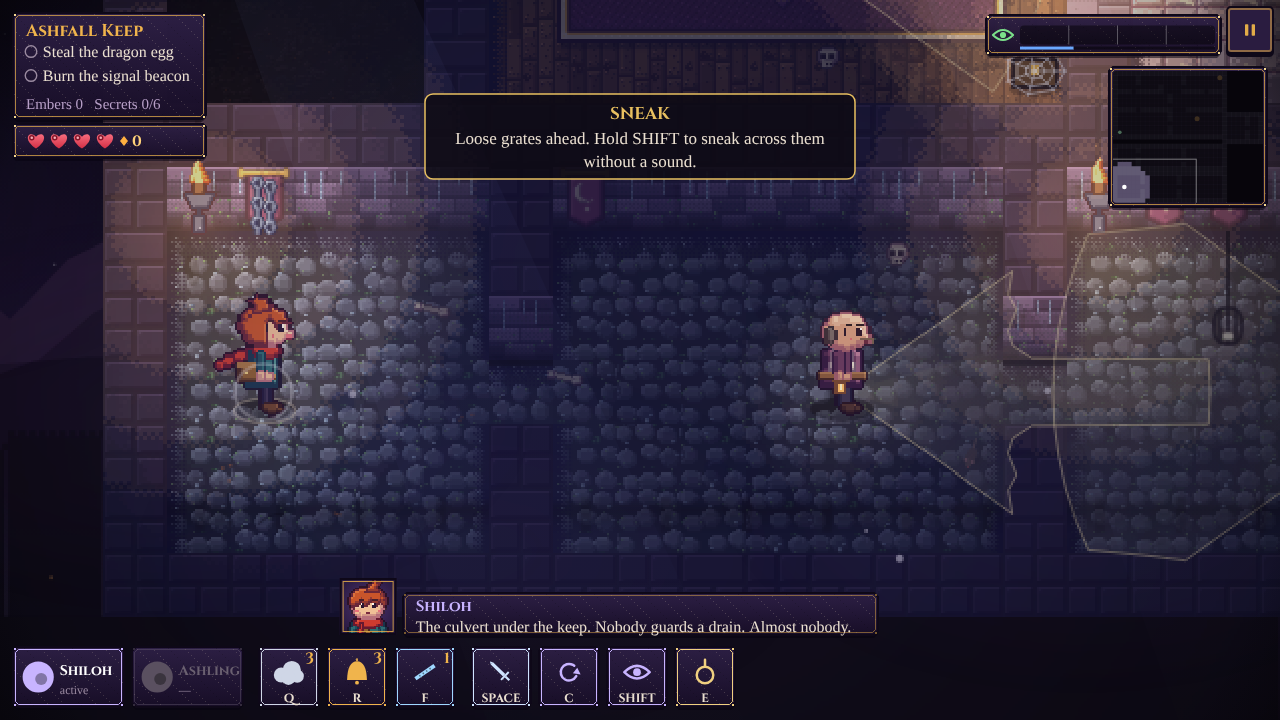 Ashfall Keep
Steal the dragon egg
Burn the signal beacon
Embers 0 Secrets 0/6
0
SNEAK
Loose grates ahead. Hold SHIFT to sneak across them
without a sound.
Shiloh
The culvert under the keep. Nobody guards a drain. Almost nobody.
Shiloh
active
Ashling
—
3
Q
3
R
1
F
SPACE
C
SHIFT
E